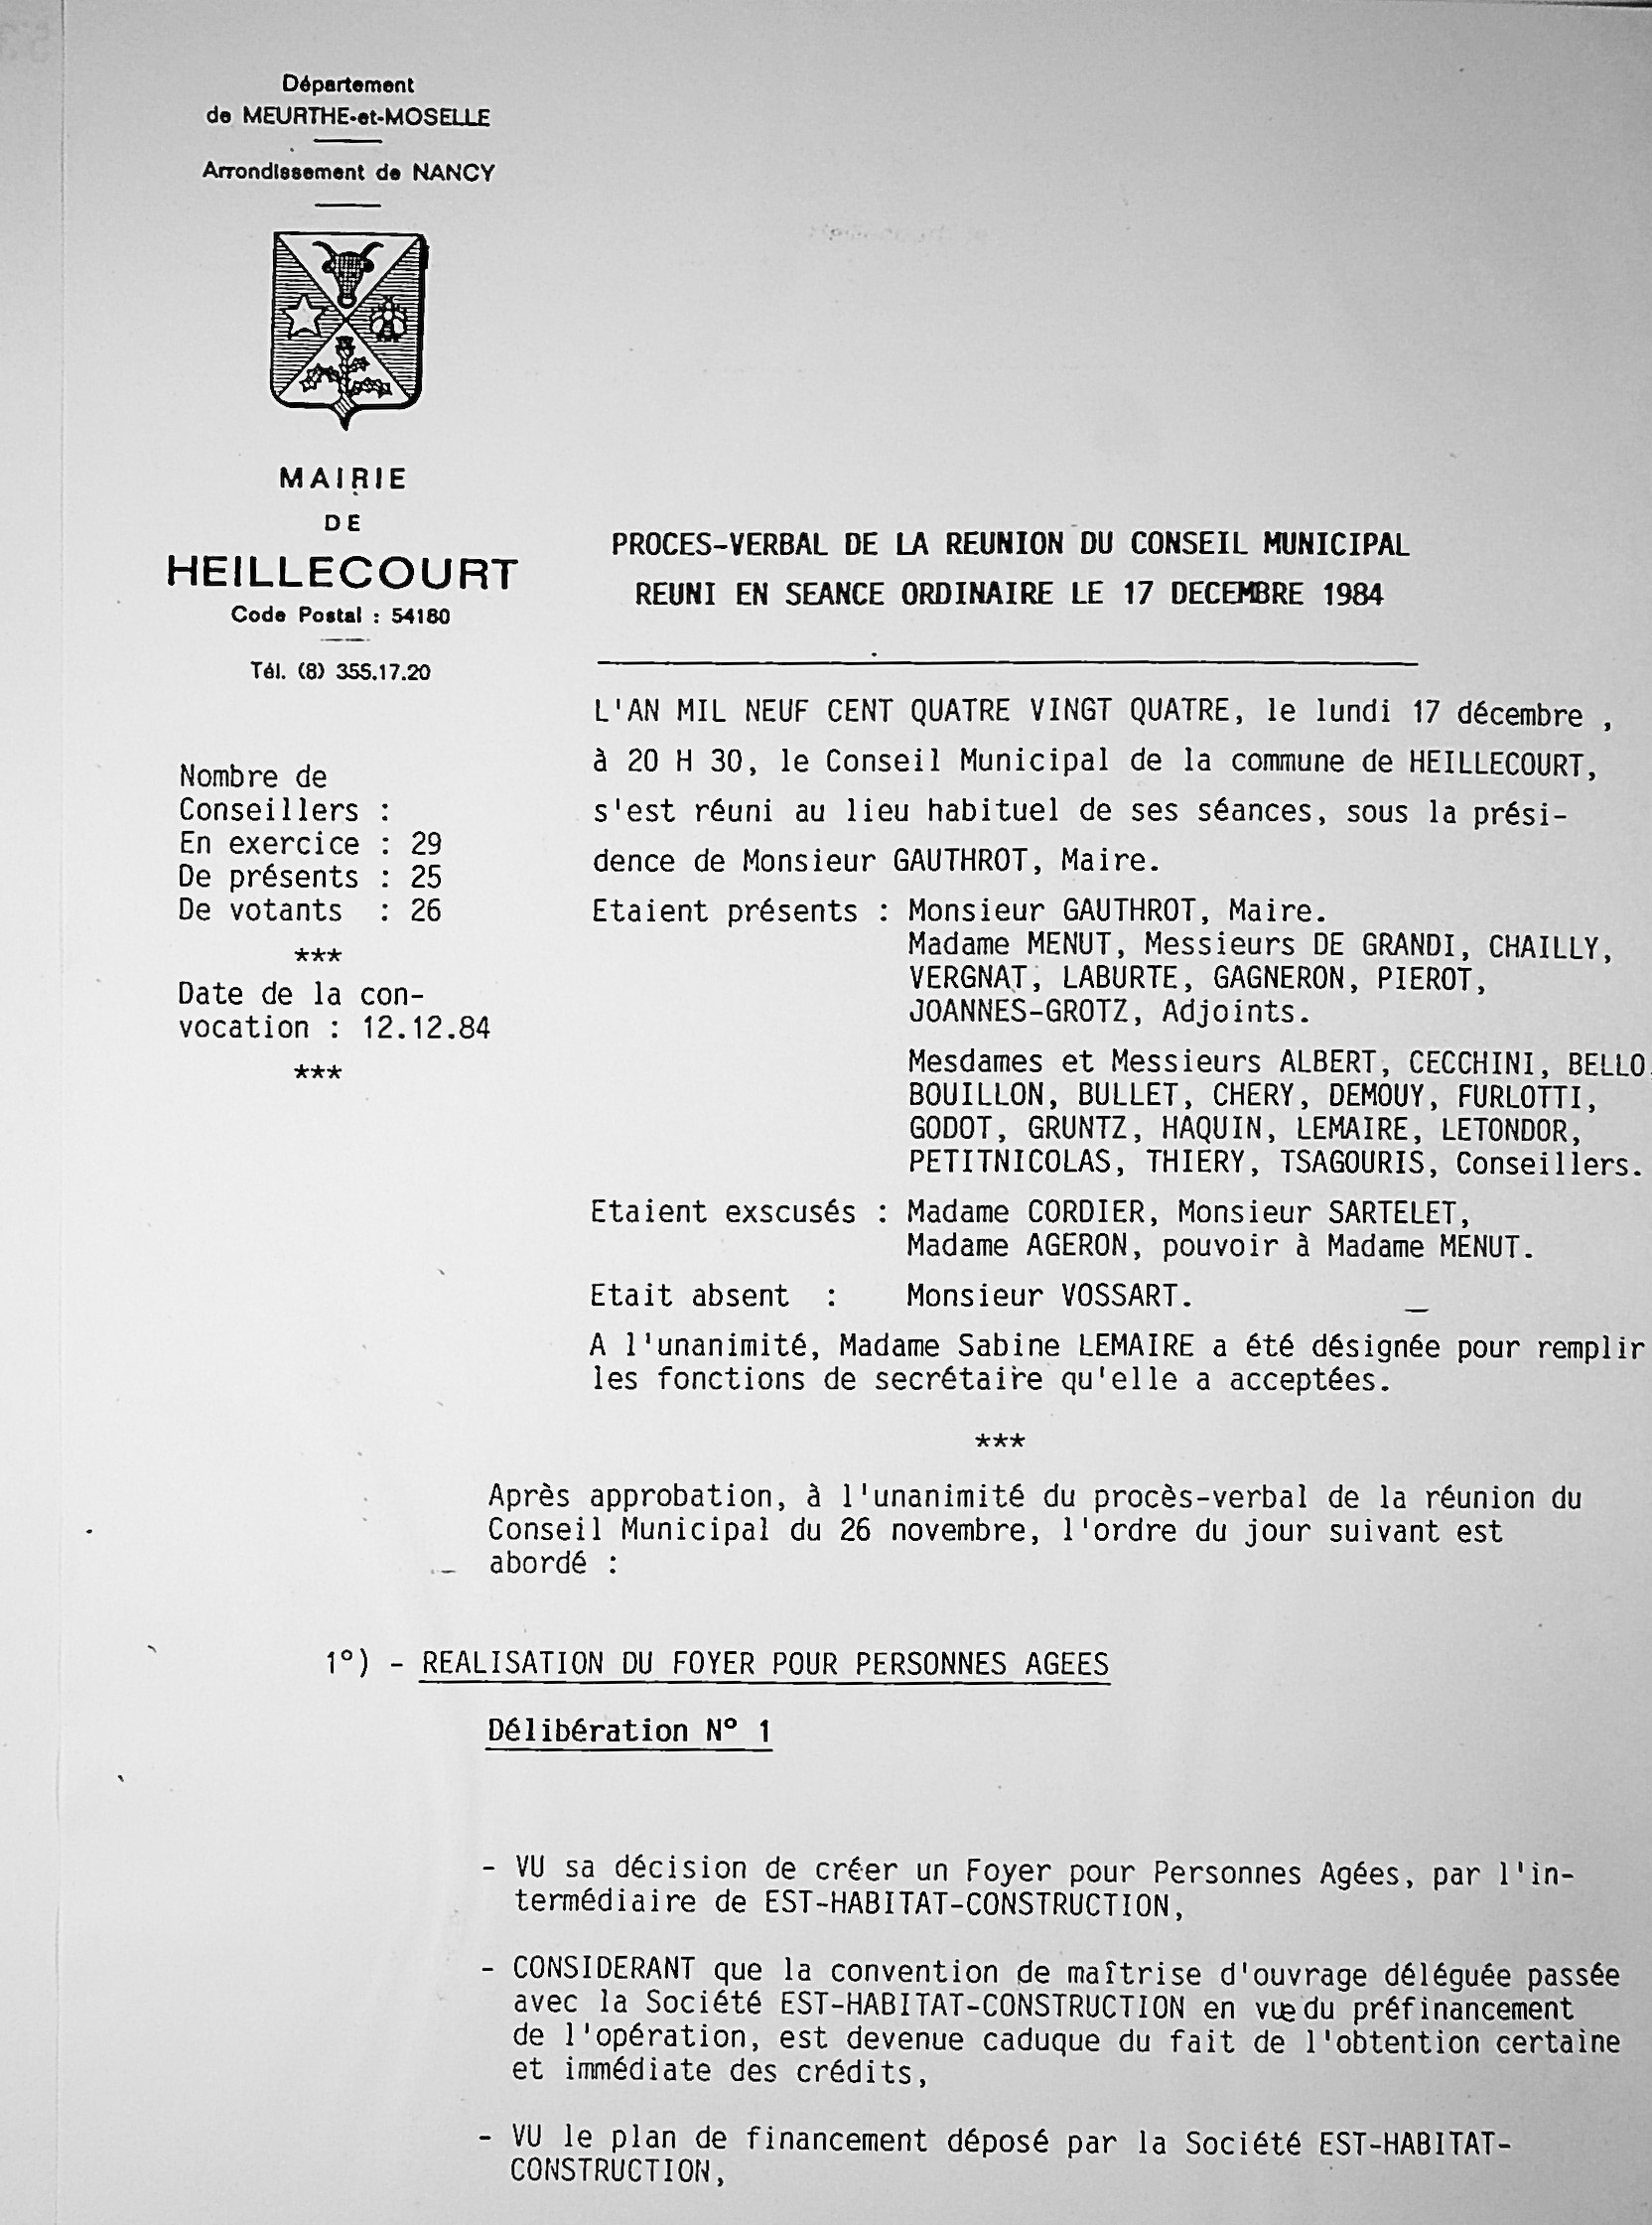 Département
de MEURTHE-et-MOSELLE
Arrondissement de NANCY
MAIRIE
DE
HEILLECOURT
Code Postal : 54180
Tél. (8) 355.17.20
Nombre de
Conseillers :
En exercice : 29
De présents : 25
De votants : 26
***
Date de la con-
vocation : 12.12.84
***
PROCES-VERBAL DE LA REUNION DU CONSEIL MUNICIPAL
REUNI EN SEANCE ORDINAIRE LE 17 DECEMBRE 1984
L'AN MIL NEUF CENT QUATRE VINGT QUATRE, le lundi 17 décembre ,
à 20 H 30, le Conseil Municipal de la commune de HEILLECOURT,
s'est réuni au lieu habituel de ses séances, sous la prési-
dence de Monsieur GAUTHROT, Maire.
Etaient présents : Monsieur GAUTHROT, Maire.
Madame MENUT, Messieurs DE GRANDI, CHAILLY,
VERGNAT, LABURTE, GAGNERON, PIEROT,
JOANNES-GROTZ, Adjoints.
Mesdames et Messieurs ALBERT, CECCHINI, BELLO
BOUILLON, BULLET, CHERY, DEMOUY, FURLOTTI,
GODOT, GRUNTZ, HAQUIN, LEMAIRE, LETONDOR,
PETITNICOLAS, THIERY, TSAGOURIS, Conseillers.
Etaient exscusés : Madame CORDIER, Monsieur SARTELET,
Madame AGERON, pouvoir à Madame MENUT.
Etait absent : Monsieur VOSSART.
A l'unanimité, Madame Sabine LEMAIRE a été désignée pour remplir
les fonctions de secrétaire qu'elle a acceptées.
***
Après approbation, à l'unanimité du procès-verbal de la réunion du
Conseil Municipal du 26 novembre, l'ordre du jour suivant est
abordé :
1°) - REALISATION DU FOYER POUR PERSONNES AGEES
Délibération N° 1
- VU sa décision de créer un Foyer pour Personnes Agées, par l'in-
termédiaire de EST-HABITAT-CONSTRUCTION,
- CONSIDERANT que la convention de maîtrise d'ouvrage déléguée passée
avec la Société EST-HABITAT-CONSTRUCTION en vue du préfinancement
de l'opération, est devenue caduque du fait de l'obtention certaine
et immédiate des crédits,
- VU le plan de financement déposé par la Société EST-HABITAT-
CONSTRUCTION,